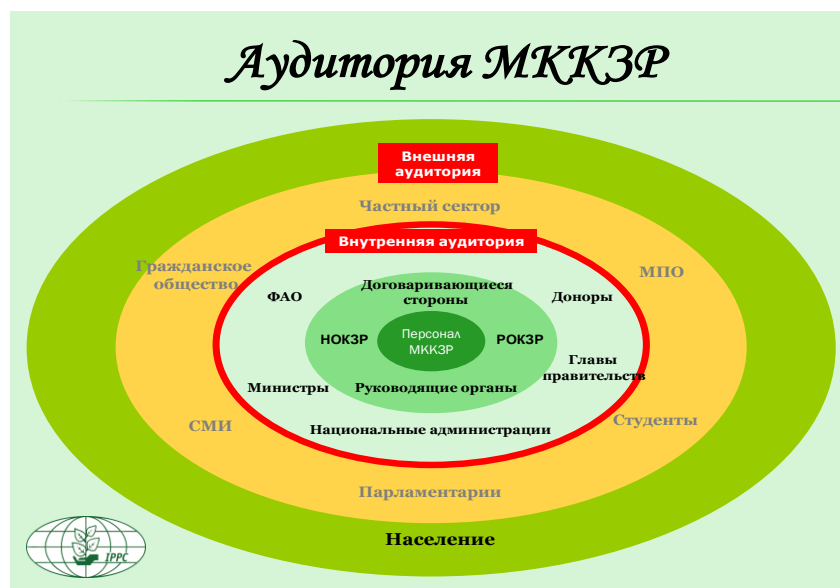 Аудитория МККЗР
Внешняя
аудитория
Частный сектор
Внутренняя аудитория
Гражданское
общество
МПО
ФАО
Договаривающиеся
стороны
Доноры
НОКЗР
Персонал
МККЗР
РОКЗР
Главы
правительств
Министры
Руководящие органы
СМИ
Национальные администрации
Студенты
Парламентарии
Население
IPPC